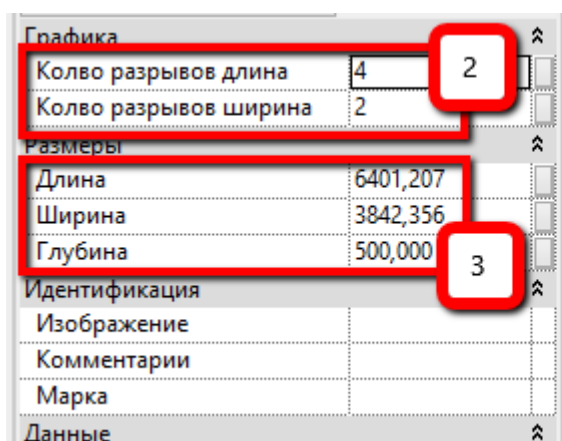 Графика
Колво разрывов длина 4
2
Колво разрывов ширина 2
Размеры
Длина 6401,207
Ширина 3842,356
Глубина 500,000
3
Идентификация
Изображение
Комментарии
Марка
Данные